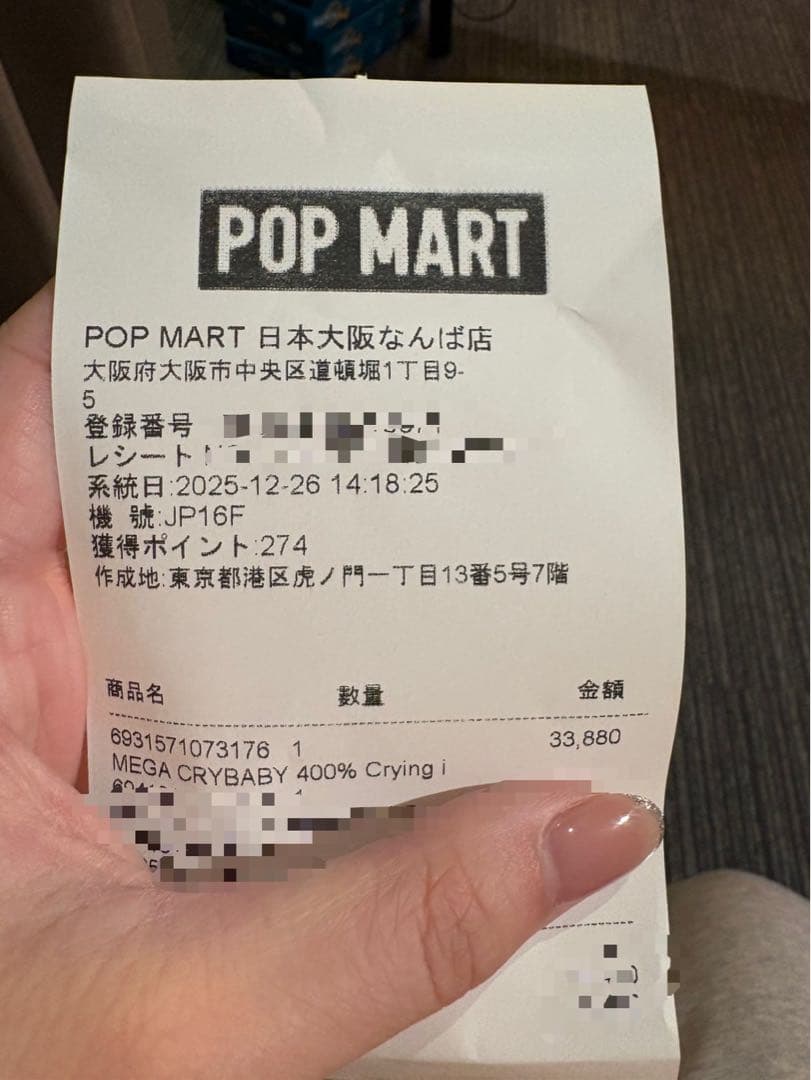 POP MART
POP MART 日本大阪なんば店
大阪府大阪市中央区道頓堀1丁目9-
5
登録番号
レシート
系統日:2025-12-26 14:18:25
機 號:JP16F
獲得ポイント:274
作成地:東京都港区虎ノ門一丁目13番5号7階
商品名 数量 金額
6931571073176 1 33,880
MEGA CRYBABY 400% Crying i
1